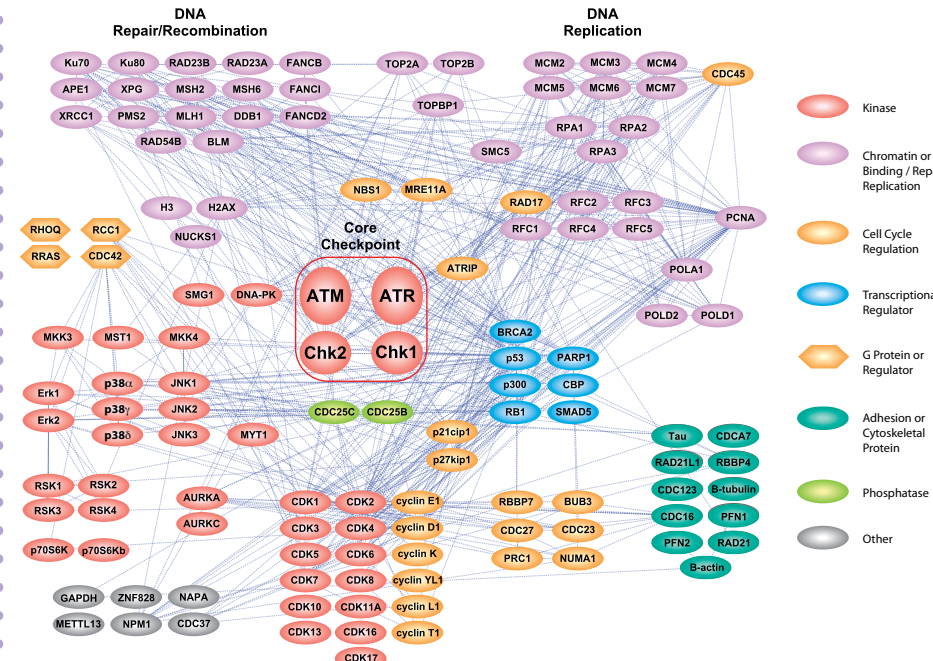 DNA
Repair/Recombination
DNA
Replication
Ku70
Ku80
RAD23B
RAD23A
FANCB
TOP2A
TOP2B
MCM2
MCM3
MCM4
CDC45
APE1
XPG
MSH2
MSH6
FANCI
MCM5
MCM6
MCM7
TOPBP1
XRCC1
PMS2
MLH1
DDB1
FANCD2
RPA1
RPA2
RAD54B
BLM
SMC5
RPA3
NBS1
MRE11A
H3
H2AX
RAD17
RFC2
RFC3
PCNA
NUCKS1
RFC1
RFC4
RFC5
RHOQ
RCC1
RRAS
CDC42
Core
Checkpoint
ATRIP
POLA1
SMG1
DNA-PK
ATM
ATR
POLD2
POLD1
MKK3
MST1
MKK4
Chk2
Chk1
BRCA2
p53
PARP1
p300
CBP
RB1
SMAD5
Erk1
p38α
JNK1
Erk2
p38γ
JNK2
p38δ
JNK3
MYT1
CDC25C
CDC25B
p21cip1
p27kip1
Tau
CDCA7
RAD21L1
RBBP4
CDC123
B-tubulin
CDC16
PFN1
PFN2
RAD21
B-actin
RSK1
RSK2
RSK3
RSK4
p70S6K
p70S6Kb
AURKA
AURKC
CDK1
CDK2
cyclin E1
CDK3
CDK4
cyclin D1
CDK5
CDK6
cyclin K
CDK7
CDK8
cyclin YL1
CDK10
CDK11A
cyclin L1
CDK13
CDK16
cyclin T1
CDK17
RBBP7
BUB3
CDC27
CDC23
PRC1
NUMA1
GAPDH
ZNF828
NAPA
METTL13
NPM1
CDC37
Kinase
Chromatin or
Binding / Rep
Replication
Cell Cycle
Regulation
Transcriptiona
Regulator
G Protein or
Regulator
Adhesion or
Cytoskeletal
Protein
Phosphatase
Other